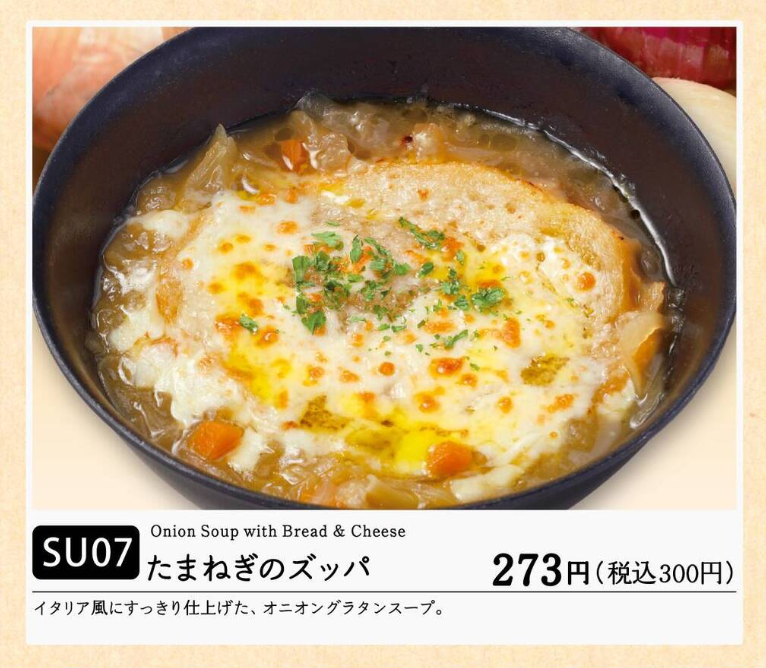 Onion Soup with Bread & Cheese
SU07 たまねぎのズッパ 273円(税込300円)
イタリア風にすっきり仕上げた、オニオングラタンスープ。